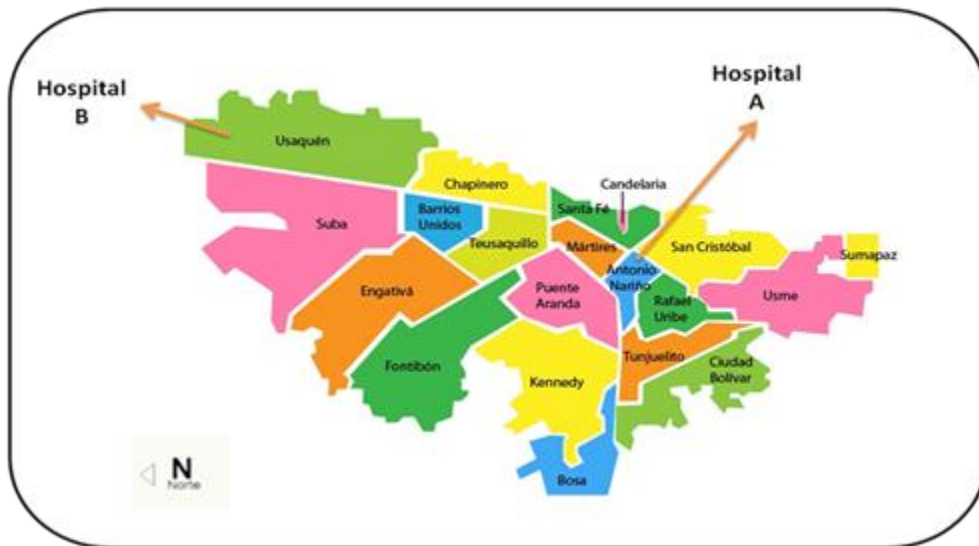 Hospital
B
Hospital
A
Usaquén
Chapinero
Candelaria
Suba
Barrios
Unidos
Santa Fé
Teusaquillo
Mártires
San Cristóbal
Sumapaz
Antonio
Nariño
Engativá
Puente
Aranda
Rafael
Uribe
Usme
Fontibón
Kennedy
Tunjuelito
Ciudad
Bolívar
Bosa
N
Norte